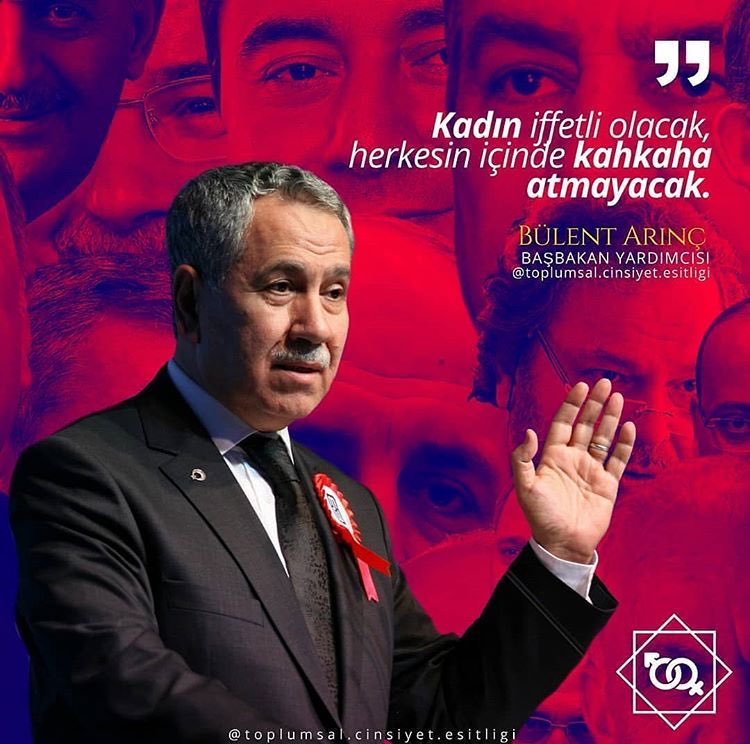 Kadın iffetli olacak,
herkesin içinde kahkaha
atmayacak.
BÜLENT ARINÇ
BAŞBAKAN YARDIMCISI
@toplumsal.cinsiyet.esitligi
@toplumsal.cinsiyet.esitligi